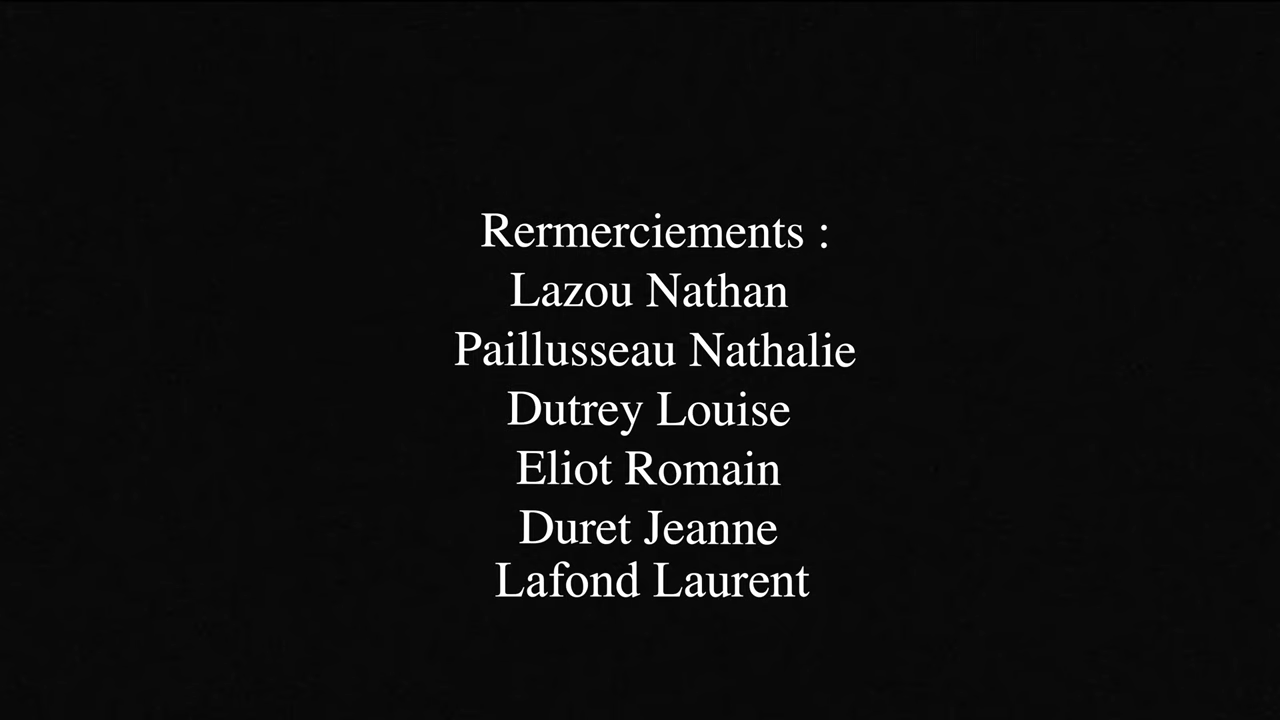 Rermerciements :
Lazou Nathan
Paillusseau Nathalie
Dutrey Louise
Eliot Romain
Duret Jeanne
Lafond Laurent